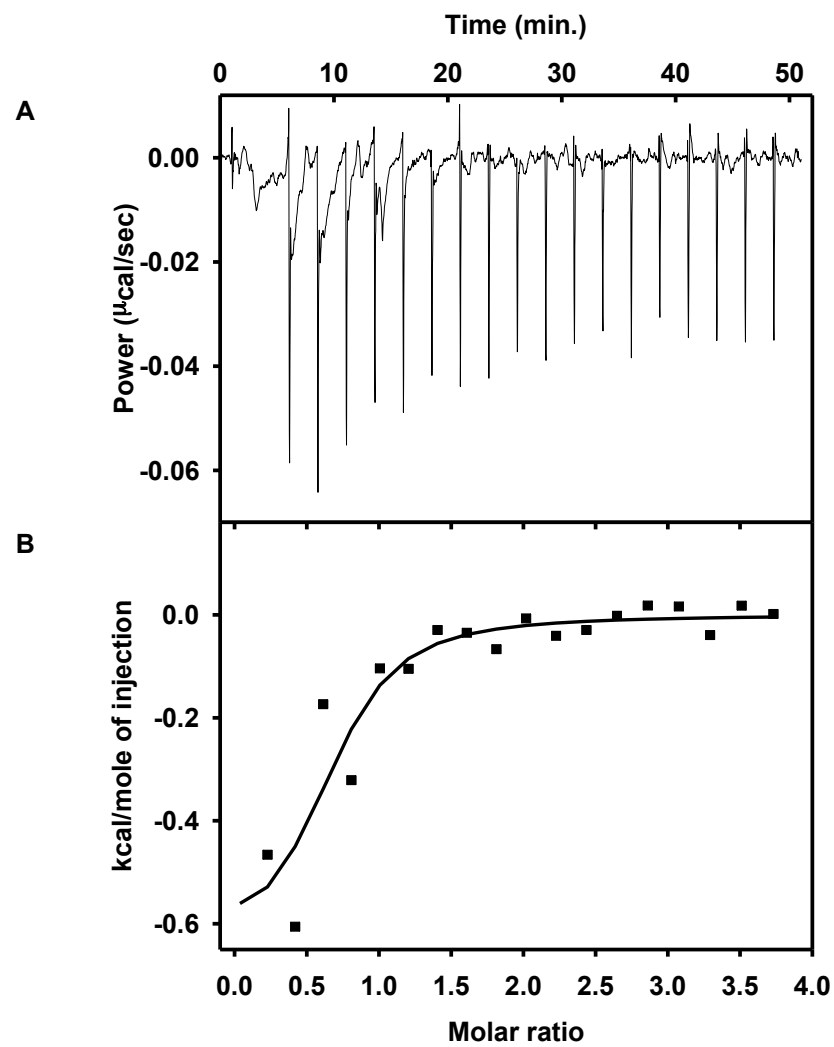 Time (min.)
0 10 20 30 40 50
A
0.00
-0.02
-0.04
-0.06
Power (μcal/sec)
B
0.0
-0.2
-0.4
-0.6
kcal/mole of injection
0.0 0.5 1.0 1.5 2.0 2.5 3.0 3.5 4.0
Molar ratio